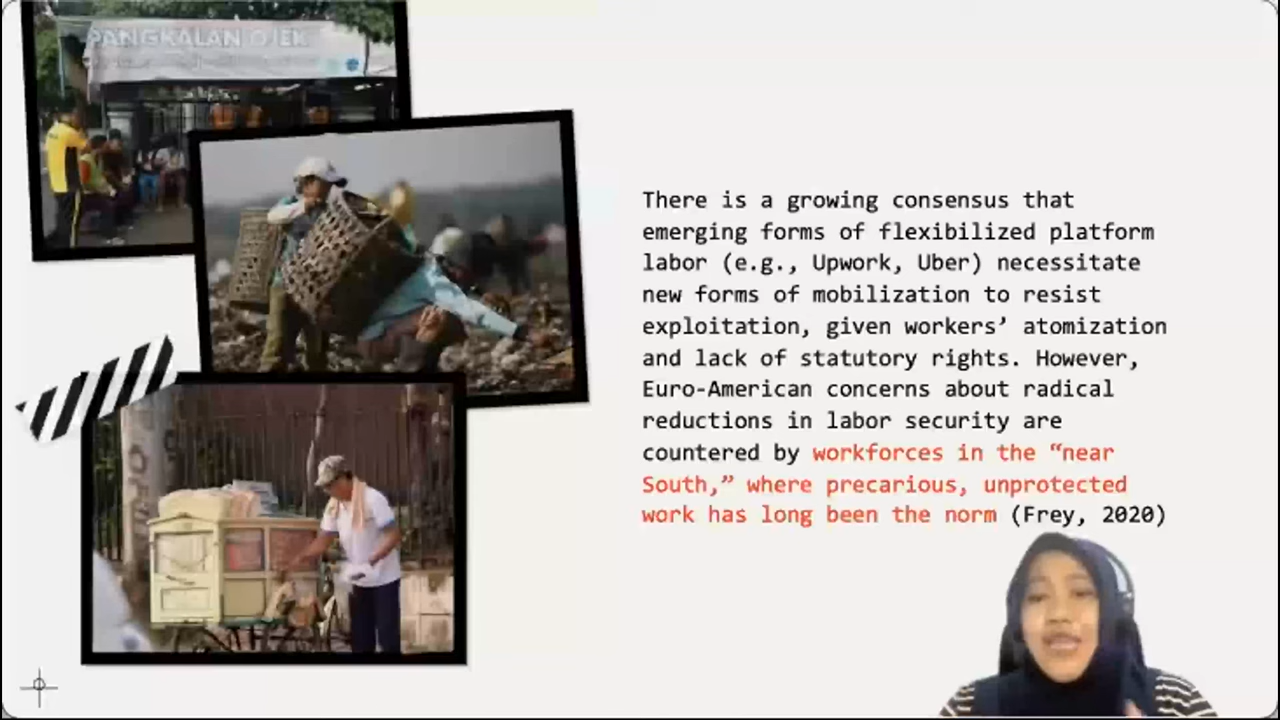 PANGKALAN OJEK
There is a growing consensus that
emerging forms of flexibilized platform
labor (e.g., Upwork, Uber) necessitate
new forms of mobilization to resist
exploitation, given workers’ atomization
and lack of statutory rights. However,
Euro-American concerns about radical
reductions in labor security are
countered by workforces in the “near
South,” where precarious, unprotected
work has long been the norm (Frey, 2020)